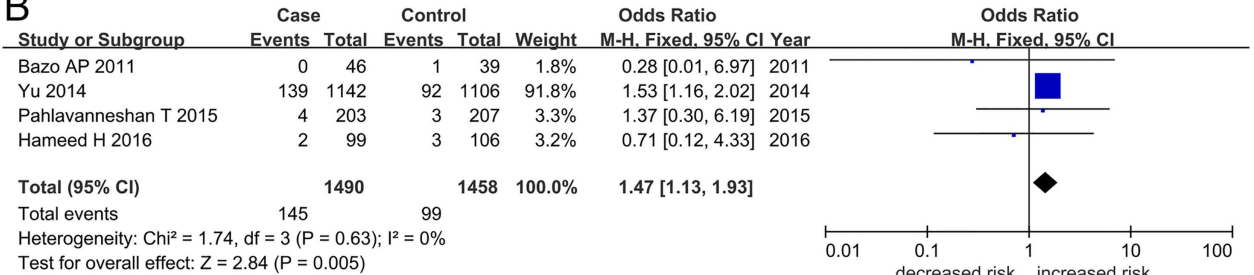 B
Case Control Odds Ratio Odds Ratio
Study or Subgroup Events Total Events Total Weight M-H, Fixed, 95% CI Year M-H, Fixed, 95% CI
Bazo AP 2011 0 46 1 39 1.8% 0.28 [0.01, 6.97] 2011
Yu 2014 139 1142 92 1106 91.8% 1.53 [1.16, 2.02] 2014
Pahlavanneshan T 2015 4 203 3 207 3.3% 1.37 [0.30, 6.19] 2015
Hameed H 2016 2 99 3 106 3.2% 0.71 [0.12, 4.33] 2016
Total (95% CI) 1490 1458 100.0% 1.47 [1.13, 1.93]
Total events 145 99
Heterogeneity: Chi² = 1.74, df = 3 (P = 0.63); I² = 0%
Test for overall effect: Z = 2.84 (P = 0.005)
0.01 0.1 1 10 100
decreased risk increased risk